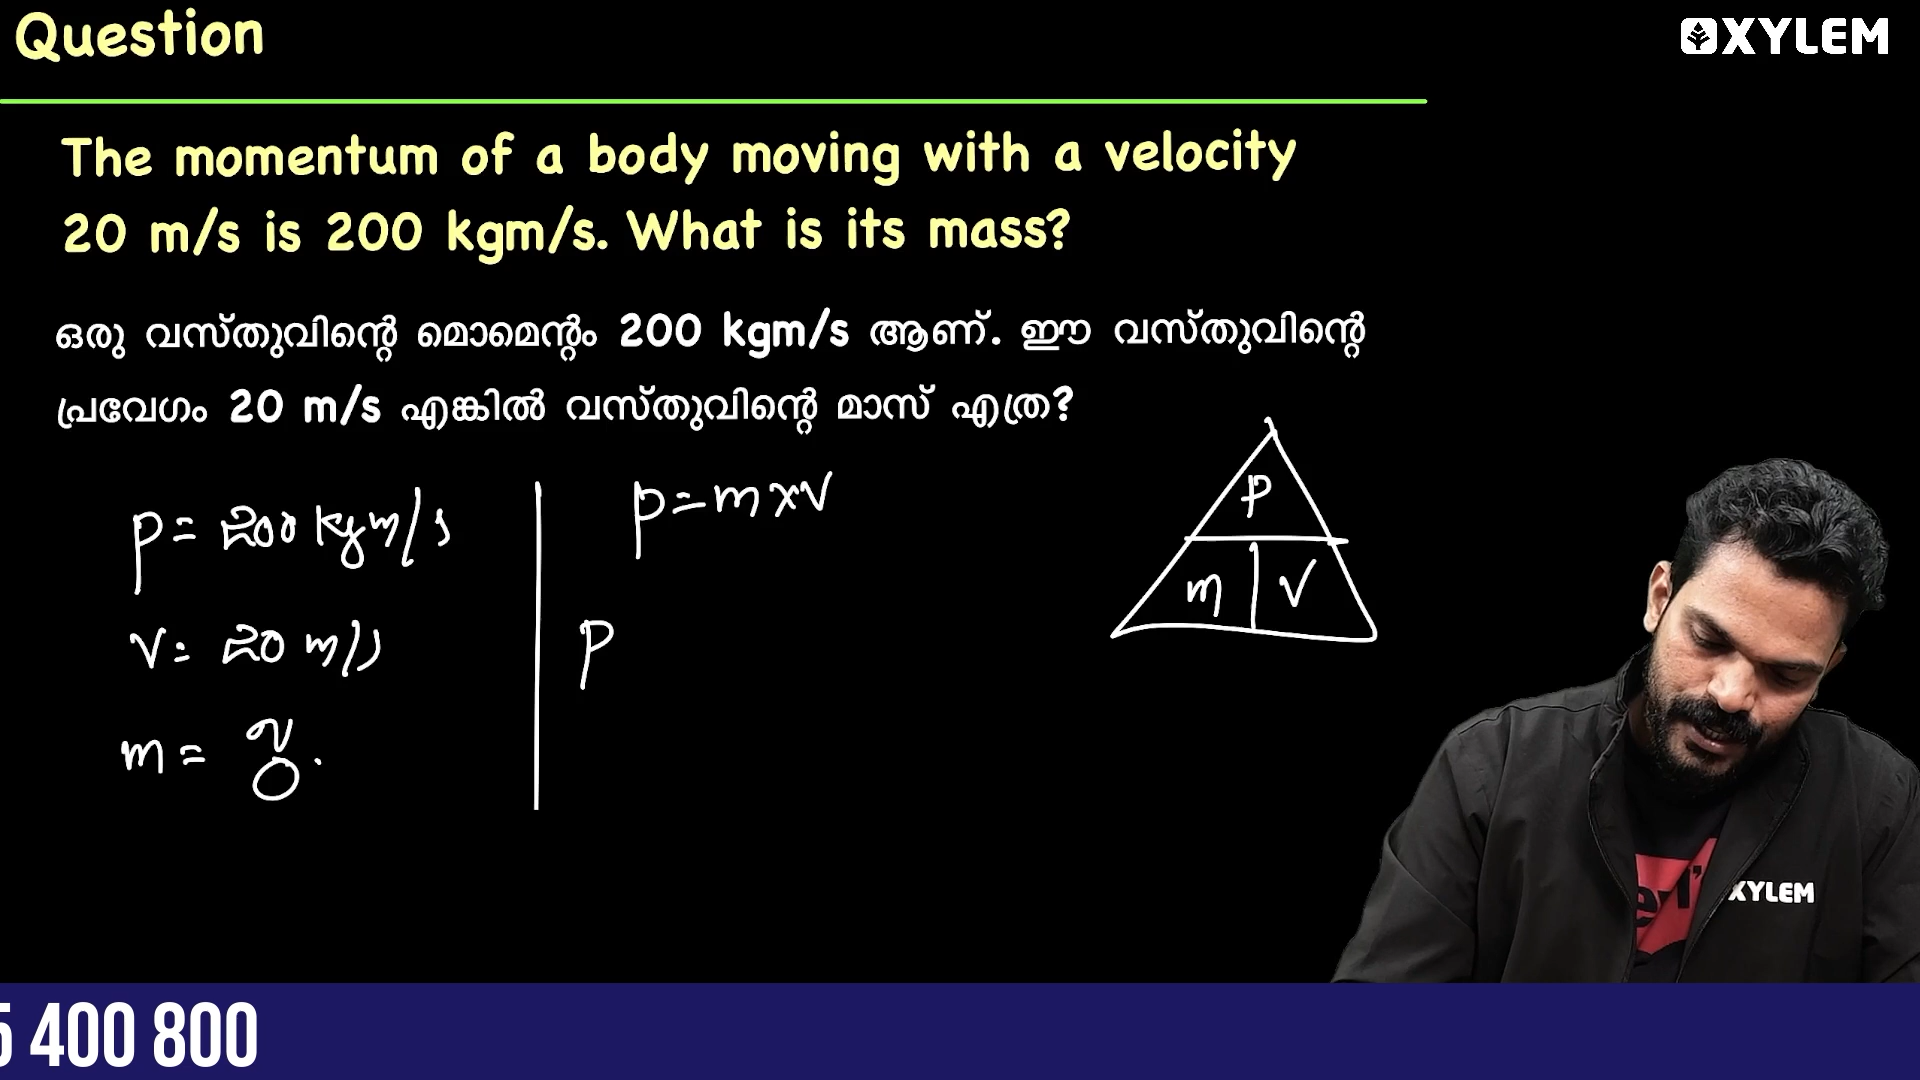 Question
XYLEM
The momentum of a body moving with a velocity
20 m/s is 200 kgm/s. What is its mass?
ഒരു വസ്തുവിന്റെ മൊമെന്റം 200 kgm/s ആണ്. ഈ വസ്തുവിന്റെ
പ്രവേഗം 20 m/s എങ്കിൽ വസ്തുവിന്റെ മാസ് എത്ര?
p = 200 kgm/s
v = 20 m/s
m =
p = m x v
p
p
m v
XYLEM
400 800